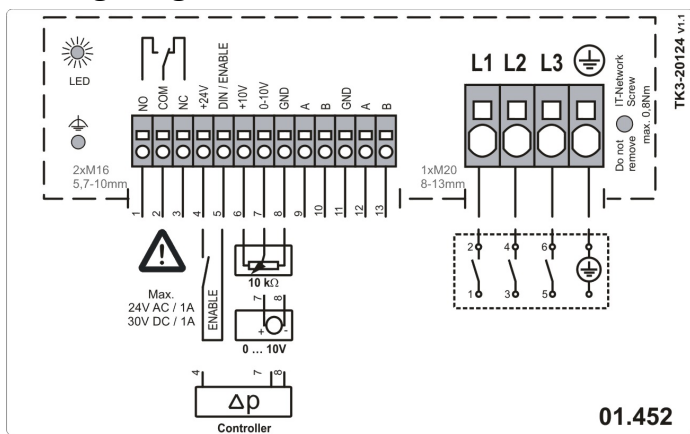 LED
2xM16
5,7-10mm
NO
COM
NC
+24V
DIN / ENABLE
+10V
0-10V
GND
A
B
GND
A
B
1
2
3
4
5
6
7
8
9
10
11
12
13
Max.
24V AC / 1A
30V DC / 1A
ENABLE
10 kΩ
7
8
+ -
0 ... 10V
4
7
8
Δp
Controller
L1 L2 L3
1xM20
8-13mm
Do not
remove
IT-Network
Screw
max. 0,8Nm
TK3-20124 V1.1
2 4 6
1 3 5
01.452